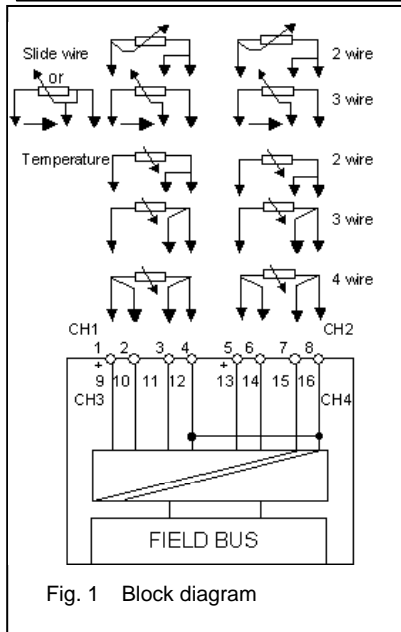 Slide wire
or
2 wire
3 wire
Temperature
2 wire
3 wire
4 wire
CH1 CH2
1 2 3 4 5 6 7 8
+ +
9 10 11 12 13 14 15 16
CH3 CH4
FIELD BUS
Fig. 1 Block diagram